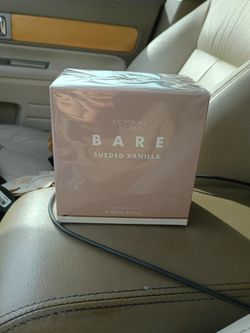 VICTORIA'S
SECRET
BARE
SUEDED VANILLA